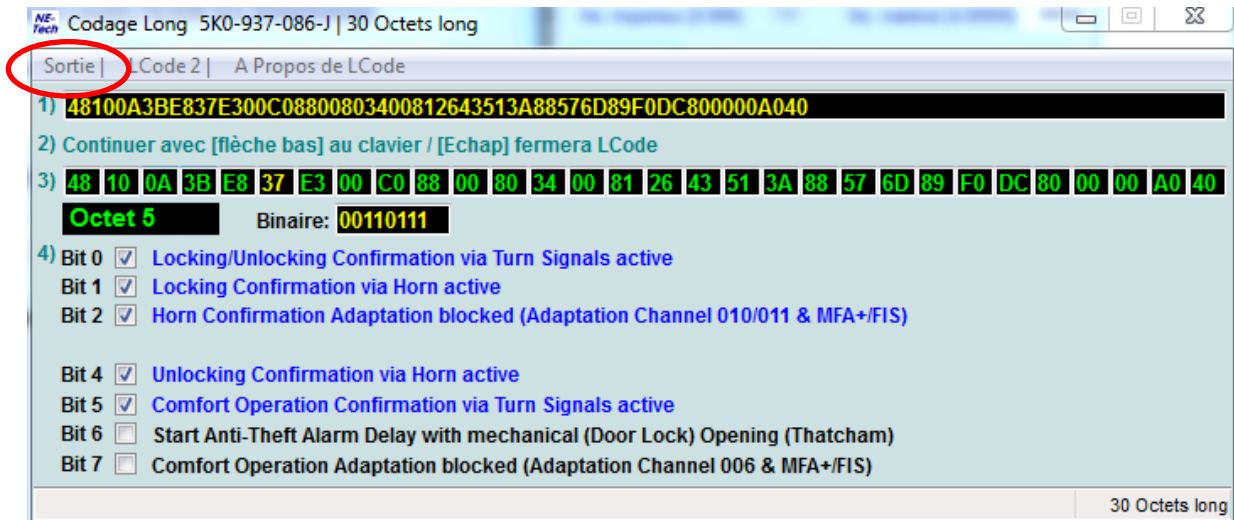 NE-Tech Codage Long 5K0-937-086-J | 30 Octets long
Sortie | LCode 2 | A Propos de LCode
1) 48100A3BE837E300C08800803400812643513A88576D89F0DC800000A040
2) Continuer avec [flèche bas] au clavier / [Echap] fermera LCode
3) 48 10 0A 3B E8 37 E3 00 C0 88 00 80 34 00 81 26 43 51 3A 88 57 6D 89 F0 DC 80 00 00 A0 40
Octet 5 Binaire: 00110111
4) Bit 0 Locking/Unlocking Confirmation via Turn Signals active
Bit 1 Locking Confirmation via Horn active
Bit 2 Horn Confirmation Adaptation blocked (Adaptation Channel 010/011 & MFA+/FIS)
Bit 4 Unlocking Confirmation via Horn active
Bit 5 Comfort Operation Confirmation via Turn Signals active
Bit 6 Start Anti-Theft Alarm Delay with mechanical (Door Lock) Opening (Thatcham)
Bit 7 Comfort Operation Adaptation blocked (Adaptation Channel 006 & MFA+/FIS)
30 Octets long